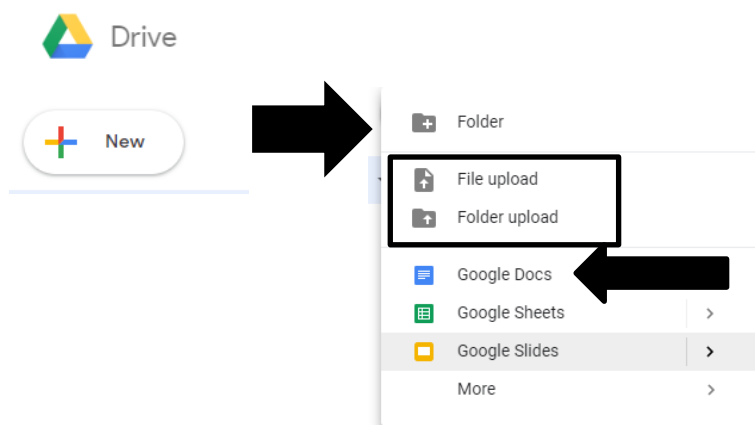 Drive
New
Folder
File upload
Folder upload
Google Docs
Google Sheets
Google Slides
More